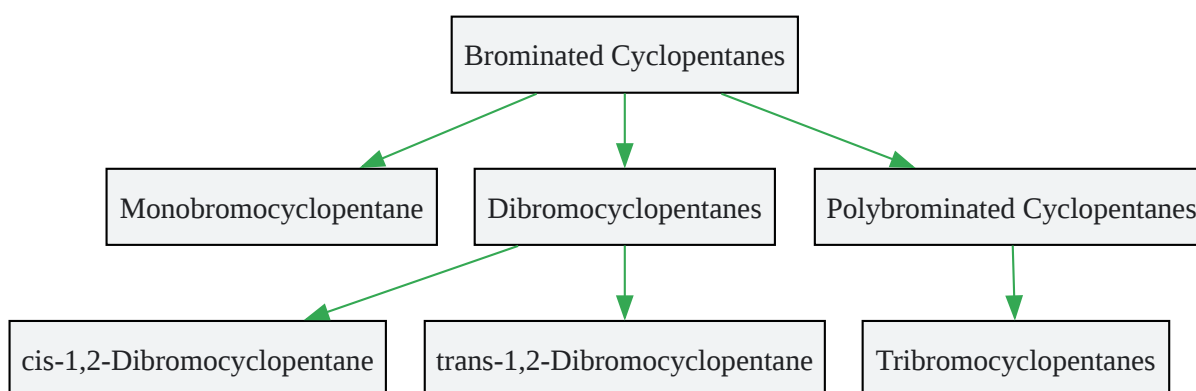 Brominated Cyclopentanes
Monobromocyclopentane
Dibromocyclopentanes
Polybrominated Cyclopentanes
cis-1,2-Dibromocyclopentane
trans-1,2-Dibromocyclopentane
Tribromocyclopentanes